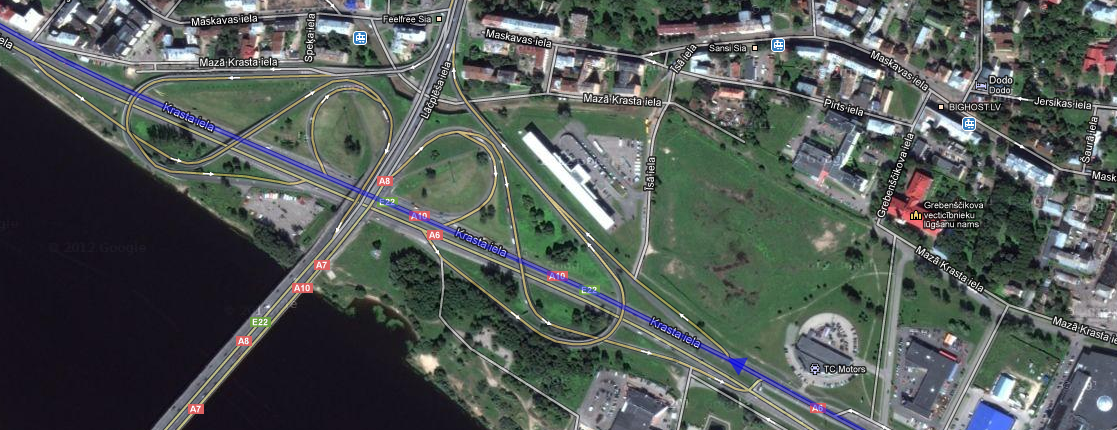 Maskavas iela
Speķa iela
Feelfree Sia
Mazā Krasta iela
Krasta iela
Lāčplēša iela
Maskavas iela
Sansi Sia
Īsā iela
Mazā Krasta iela
Maskavas iela
Dodo
Dodo
Pirts iela
BIGHOST.LV
Jersikas iela
Īsā iela
Grebenščikova iela
Grebenščikova
vecticībnieku
lūgšanu nams
Mazā Krasta iela
Mazā Krasta ie
A8
E22
A10
A6
Krasta iela
A10
E22
A7
A10
E22
A8
A7
Krasta iela
TC Motors
A6
© 2012 Google